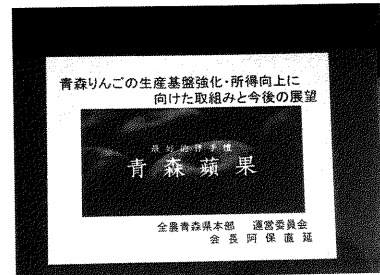 青森りんごの生産基盤強化・所得向上に
向けた取組みと今後の展望
青森蘋果
全農青森県本部 運営委員会
会長 阿保直延